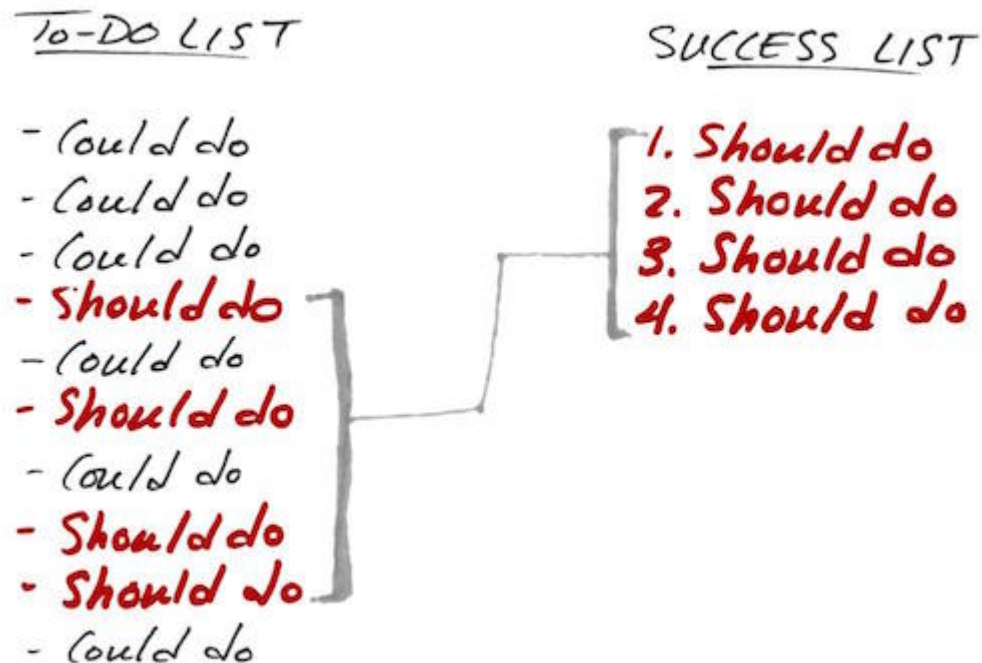 TO-DO LIST
- Could do
- Could do
- Could do
- Should do
- Could do
- Should do
- Could do
- Should do
- Should do
- Could do
SUCCESS LIST
1. Should do
2. Should do
3. Should do
4. Should do